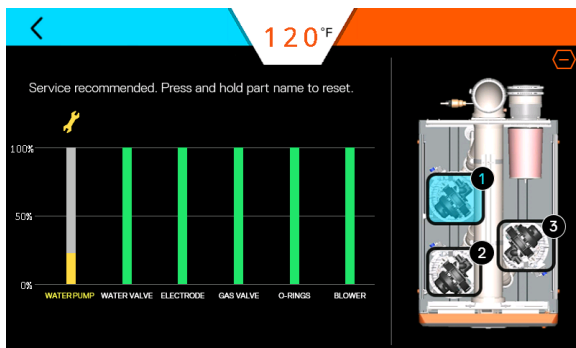 120°F
Service recommended. Press and hold part name to reset.
100%
50%
0%
WATER PUMP WATER VALVE ELECTRODE GAS VALVE O-RINGS BLOWER
1
3
2